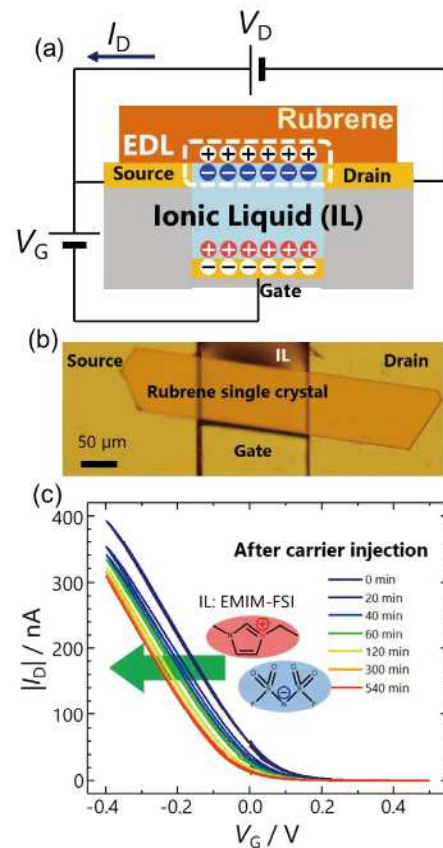 (a)
I_D
V_D
Rubrene
EDL
+ + + + + +
− − − − − −
Source
Drain
Ionic Liquid (IL)
V_G
+ + + + + +
− − − − − −
Gate
(b)
Source
IL
Drain
Rubrene single crystal
50 μm
Gate
(c)
400
300
200
100
0
|I_D| / nA
After carrier injection
IL: EMIM-FSI
0 min
20 min
40 min
60 min
120 min
300 min
540 min
N
+
N
O O O O
S S
F N F
−
-0.4 -0.2 0.0 0.2 0.4
V_G / V